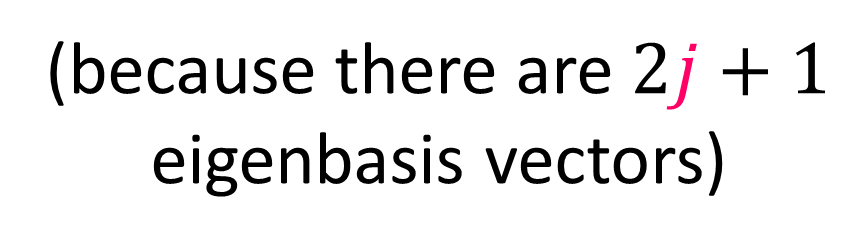 (because there are 2j + 1
eigenbasis vectors)